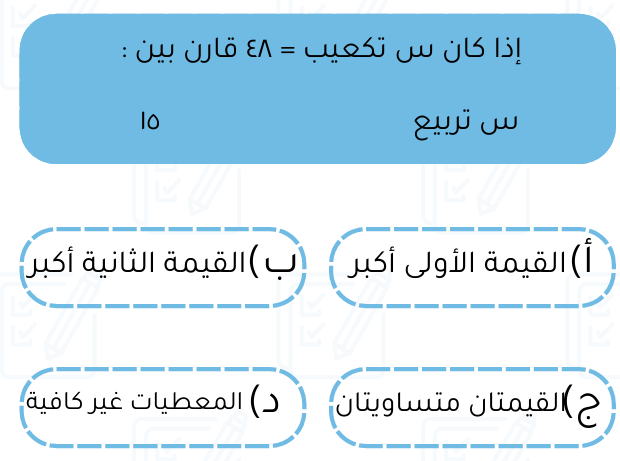 إذا كان س تكعيب = ٤٨ قارن بين :
س تربيع ١٥
أ) القيمة الأولى أكبر
ب) القيمة الثانية أكبر
ج) القيمتان متساويتان
د) المعطيات غير كافية